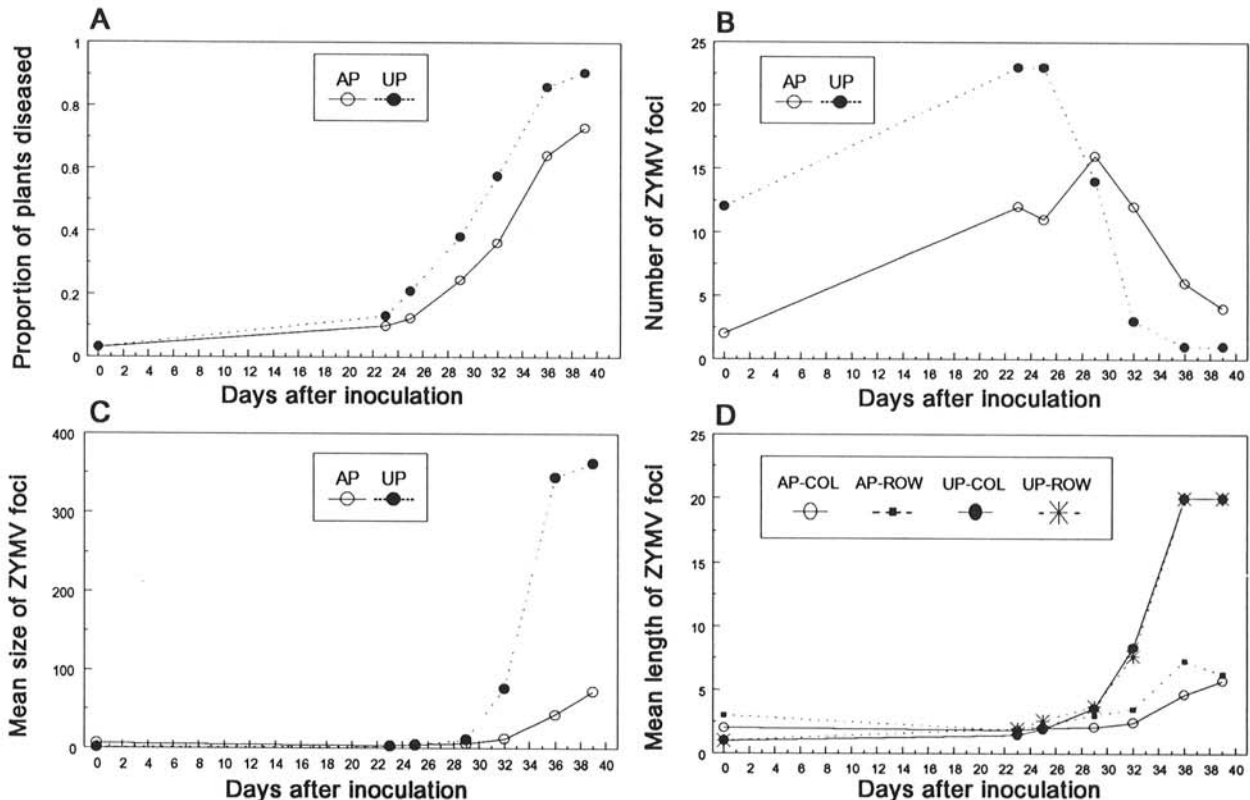 A
Proportion of plants diseased
1
0.8
0.6
0.4
0.2
0
AP UP
0 2 4 6 8 10 12 14 16 18 20 22 24 26 28 30 32 34 36 38 40
Days after inoculation
B
Number of ZYMV foci
25
20
15
10
5
0
AP UP
0 2 4 6 8 10 12 14 16 18 20 22 24 26 28 30 32 34 36 38 40
Days after inoculation
C
Mean size of ZYMV foci
400
300
200
100
0
AP UP
0 2 4 6 8 10 12 14 16 18 20 22 24 26 28 30 32 34 36 38 40
Days after inoculation
D
Mean length of ZYMV foci
25
20
15
10
5
0
AP-COL AP-ROW UP-COL UP-ROW
0 2 4 6 8 10 12 14 16 18 20 22 24 26 28 30 32 34 36 38 40
Days after inoculation